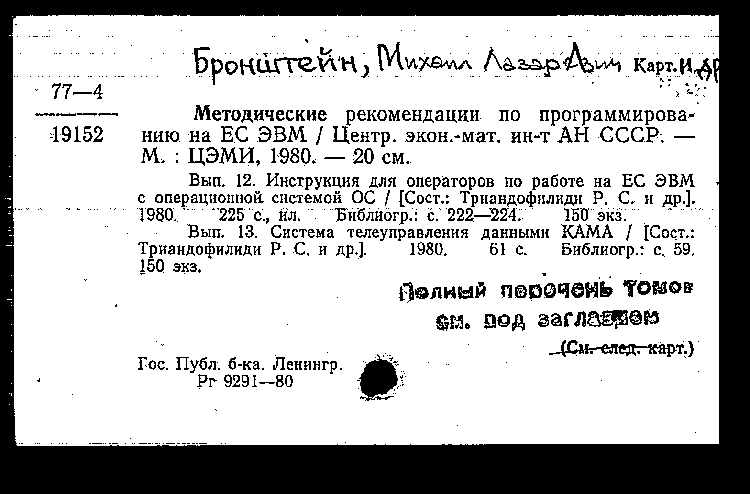 Бронштейн, Михаил Лазаревич Карт. и др
77—4
19152
Методические рекомендации по программирова-
нию на ЕС ЭВМ / Центр. экон.-мат. ин-т АН СССР. —
М. : ЦЭМИ, 1980. — 20 см.
Вып. 12. Инструкция для операторов по работе на ЕС ЭВМ
с операционной системой ОС / [Сост.: Триандофилиди Р. С. и др.].
1980. 225 с., ил. Библиогр.: с. 222—224. 150 экз.
Вып. 13. Система телеуправления данными КАМА / [Сост.:
Триандофилиди Р. С. и др.]. 1980. 61 с. Библиогр.: с. 59.
150 экз.
Полный перечень томов
см. под заглавием
(См. след. карт.)
Гос. Публ. б-ка. Ленингр.
Рг 9291—80